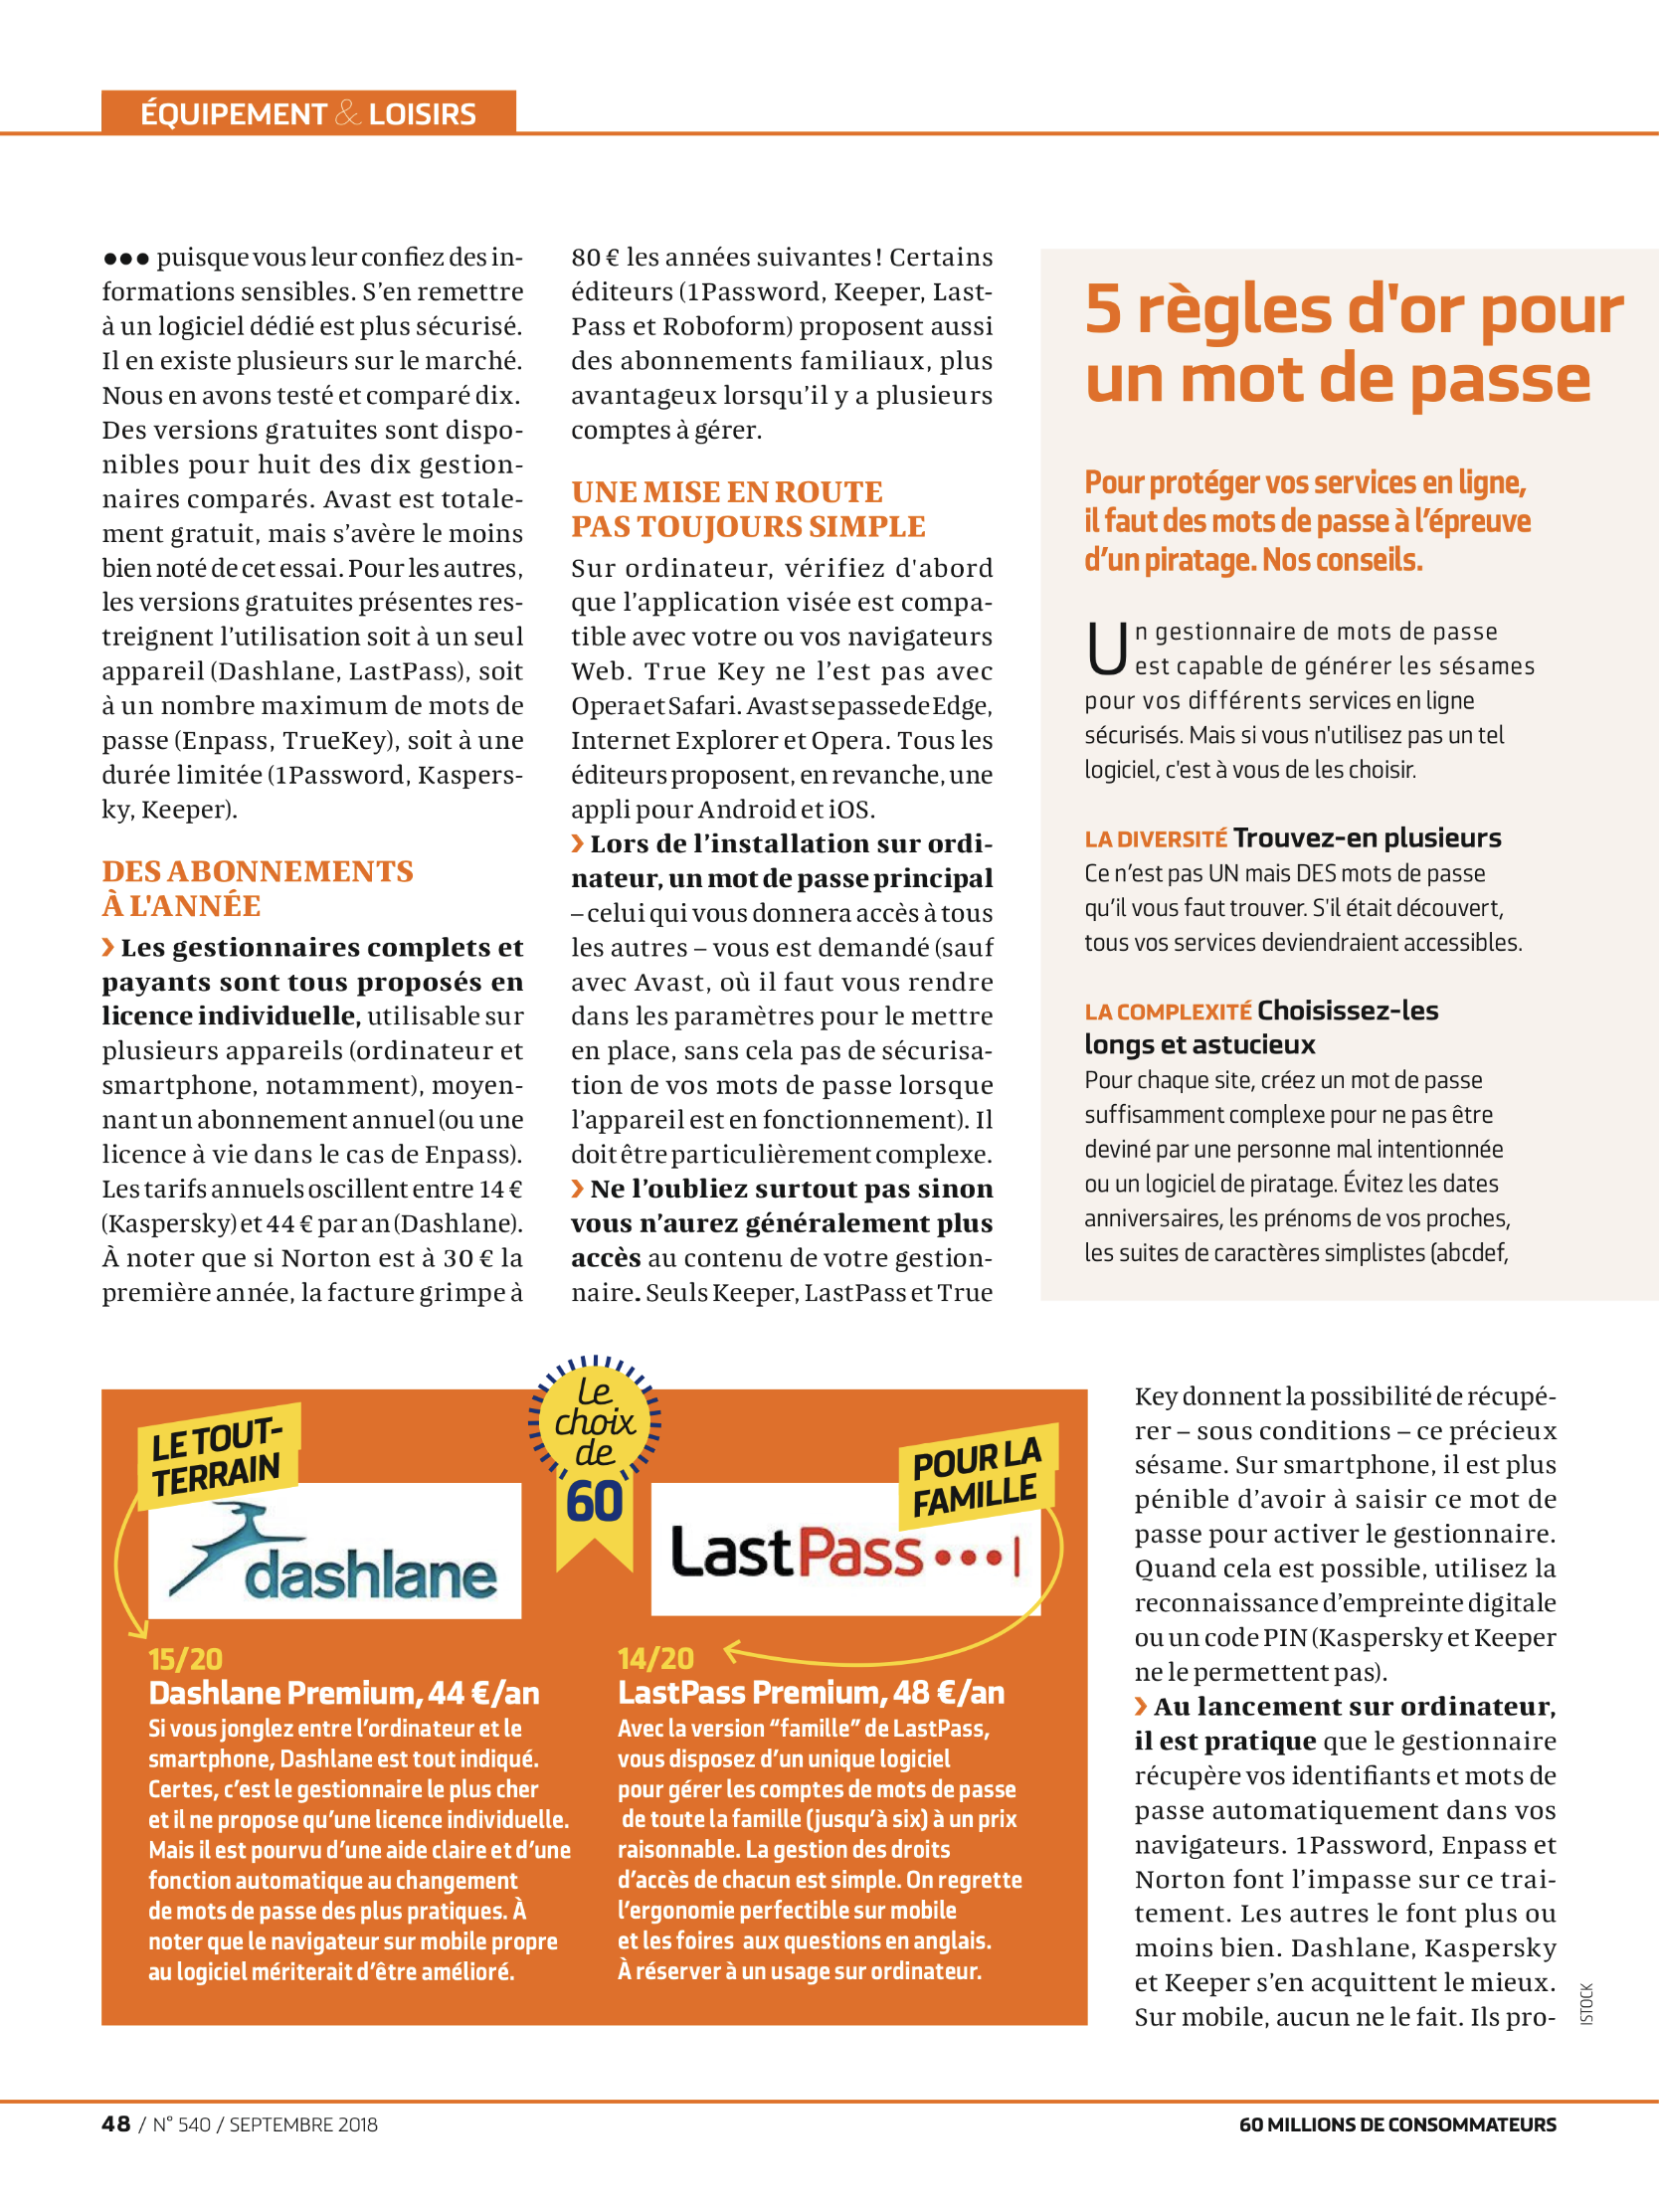 ÉQUIPEMENT & LOISIRS
●●● puisque vous leur confiez des in-
formations sensibles. S’en remettre
à un logiciel dédié est plus sécurisé.
Il en existe plusieurs sur le marché.
Nous en avons testé et comparé dix.
Des versions gratuites sont dispo-
nibles pour huit des dix gestion-
naires comparés. Avast est totale-
ment gratuit, mais s’avère le moins
bien noté de cet essai. Pour les autres,
les versions gratuites présentes res-
treignent l’utilisation soit à un seul
appareil (Dashlane, LastPass), soit
à un nombre maximum de mots de
passe (Enpass, TrueKey), soit à une
durée limitée (1Password, Kaspers-
ky, Keeper).
DES ABONNEMENTS
À L'ANNÉE
› Les gestionnaires complets et
payants sont tous proposés en
licence individuelle, utilisable sur
plusieurs appareils (ordinateur et
smartphone, notamment), moyen-
nant un abonnement annuel (ou une
licence à vie dans le cas de Enpass).
Les tarifs annuels oscillent entre 14 €
(Kaspersky) et 44 € par an (Dashlane).
À noter que si Norton est à 30 € la
première année, la facture grimpe à
80 € les années suivantes ! Certains
éditeurs (1Password, Keeper, Last-
Pass et Roboform) proposent aussi
des abonnements familiaux, plus
avantageux lorsqu’il y a plusieurs
comptes à gérer.
UNE MISE EN ROUTE
PAS TOUJOURS SIMPLE
Sur ordinateur, vérifiez d'abord
que l’application visée est compa-
tible avec votre ou vos navigateurs
Web. True Key ne l’est pas avec
Opera et Safari. Avast se passe de Edge,
Internet Explorer et Opera. Tous les
éditeurs proposent, en revanche, une
appli pour Android et iOS.
› Lors de l’installation sur ordi-
nateur, un mot de passe principal
– celui qui vous donnera accès à tous
les autres – vous est demandé (sauf
avec Avast, où il faut vous rendre
dans les paramètres pour le mettre
en place, sans cela pas de sécurisa-
tion de vos mots de passe lorsque
l’appareil est en fonctionnement). Il
doit être particulièrement complexe.
› Ne l’oubliez surtout pas sinon
vous n’aurez généralement plus
accès au contenu de votre gestion-
naire. Seuls Keeper, LastPass et True
5 règles d'or pour
un mot de passe
Pour protéger vos services en ligne,
il faut des mots de passe à l’épreuve
d’un piratage. Nos conseils.
Un gestionnaire de mots de passe
est capable de générer les sésames
pour vos différents services en ligne
sécurisés. Mais si vous n'utilisez pas un tel
logiciel, c'est à vous de les choisir.
LA DIVERSITÉ Trouvez-en plusieurs
Ce n’est pas UN mais DES mots de passe
qu’il vous faut trouver. S'il était découvert,
tous vos services deviendraient accessibles.
LA COMPLEXITÉ Choisissez-les
longs et astucieux
Pour chaque site, créez un mot de passe
suffisamment complexe pour ne pas être
deviné par une personne mal intentionnée
ou un logiciel de piratage. Évitez les dates
anniversaires, les prénoms de vos proches,
les suites de caractères simplistes (abcdef,
Le
choix
de
60
LE TOUT-
TERRAIN
dashlane
15/20
Dashlane Premium, 44 €/an
Si vous jonglez entre l’ordinateur et le
smartphone, Dashlane est tout indiqué.
Certes, c’est le gestionnaire le plus cher
et il ne propose qu’une licence individuelle.
Mais il est pourvu d’une aide claire et d’une
fonction automatique au changement
de mots de passe des plus pratiques. À
noter que le navigateur sur mobile propre
au logiciel mériterait d’être amélioré.
POUR LA
FAMILLE
LastPass •••|
14/20
LastPass Premium, 48 €/an
Avec la version “famille” de LastPass,
vous disposez d’un unique logiciel
pour gérer les comptes de mots de passe
de toute la famille (jusqu’à six) à un prix
raisonnable. La gestion des droits
d’accès de chacun est simple. On regrette
l’ergonomie perfectible sur mobile
et les foires aux questions en anglais.
À réserver à un usage sur ordinateur.
Key donnent la possibilité de récupé-
rer – sous conditions – ce précieux
sésame. Sur smartphone, il est plus
pénible d’avoir à saisir ce mot de
passe pour activer le gestionnaire.
Quand cela est possible, utilisez la
reconnaissance d’empreinte digitale
ou un code PIN (Kaspersky et Keeper
ne le permettent pas).
› Au lancement sur ordinateur,
il est pratique que le gestionnaire
récupère vos identifiants et mots de
passe automatiquement dans vos
navigateurs. 1Password, Enpass et
Norton font l’impasse sur ce trai-
tement. Les autres le font plus ou
moins bien. Dashlane, Kaspersky
et Keeper s’en acquittent le mieux.
Sur mobile, aucun ne le fait. Ils pro-
ISTOCK
48 / N° 540 / SEPTEMBRE 2018
60 MILLIONS DE CONSOMMATEURS